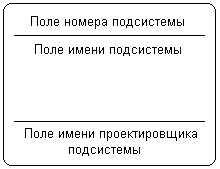 Поле номера подсистемы
Поле имени подсистемы
Поле имени проектировщика
подсистемы